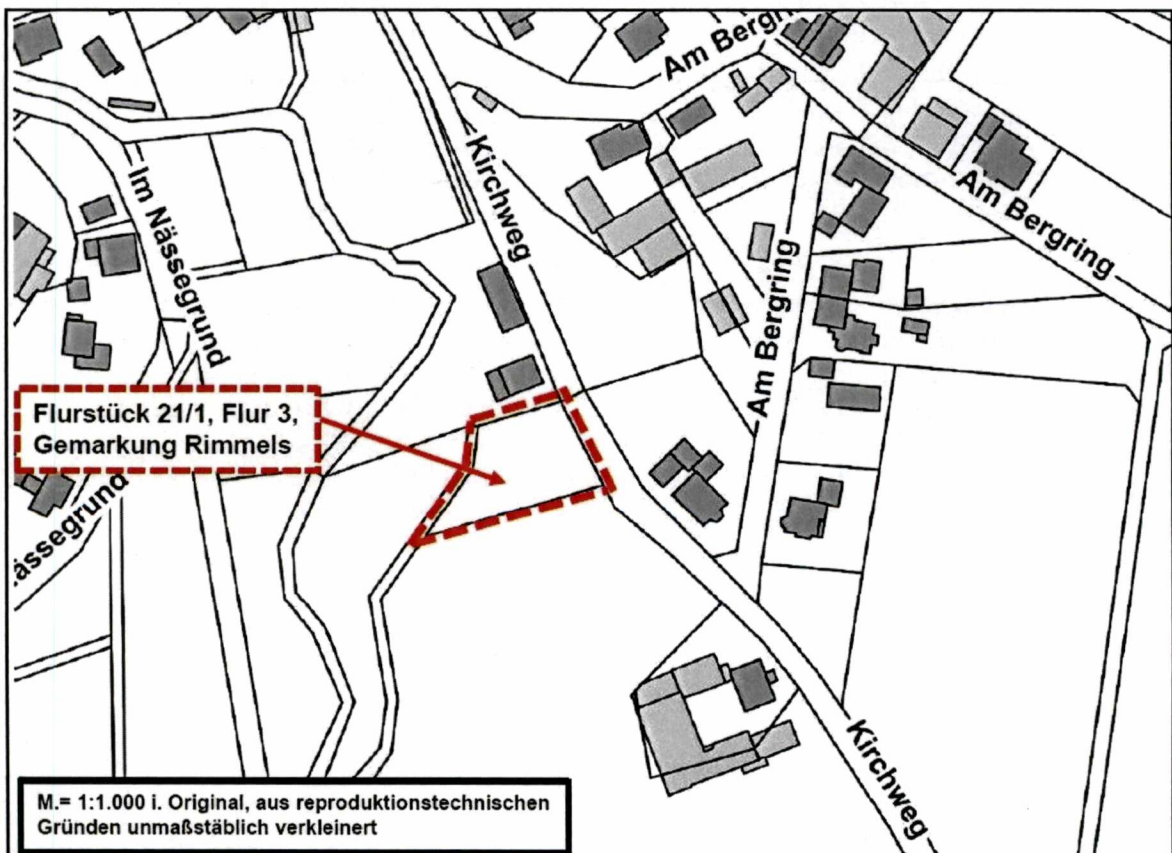 Am Bergring
Kirchweg
Im Nässegrund
Am Bergring
Am Bergring
Flurstück 21/1, Flur 3,
Gemarkung Rimmels
ässegrund
Kirchweg
M.= 1:1.000 i. Original, aus reproduktionstechnischen
Gründen unmaßstäblich verkleinert